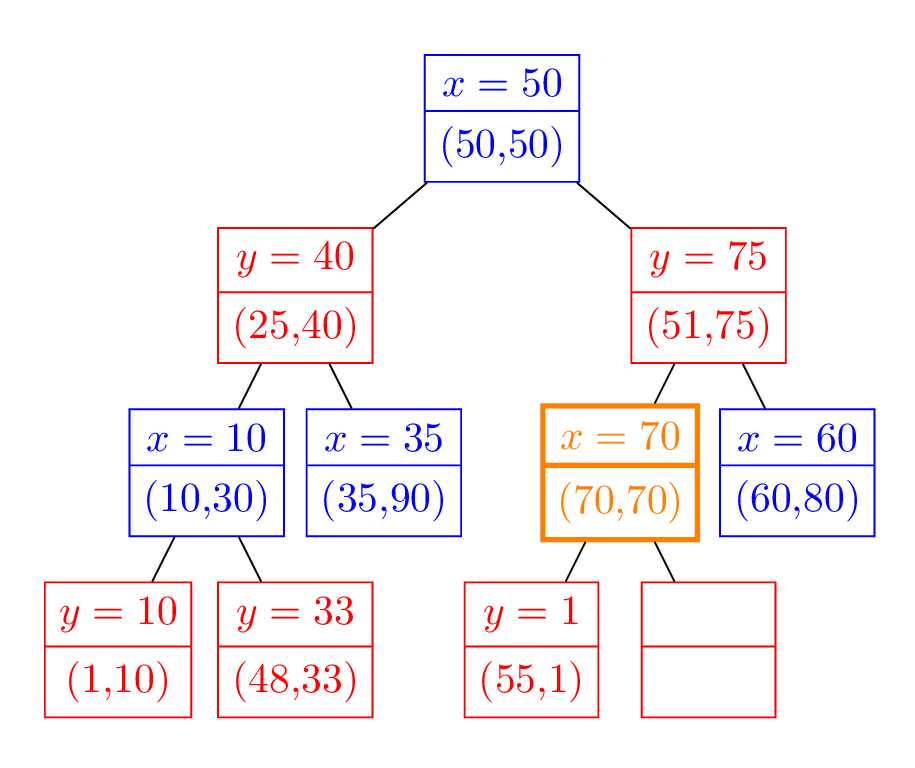 x = 50
(50,50)
y = 40
(25,40)
y = 75
(51,75)
x = 10
(10,30)
x = 35
(35,90)
x = 70
(70,70)
x = 60
(60,80)
y = 10
(1,10)
y = 33
(48,33)
y = 1
(55,1)